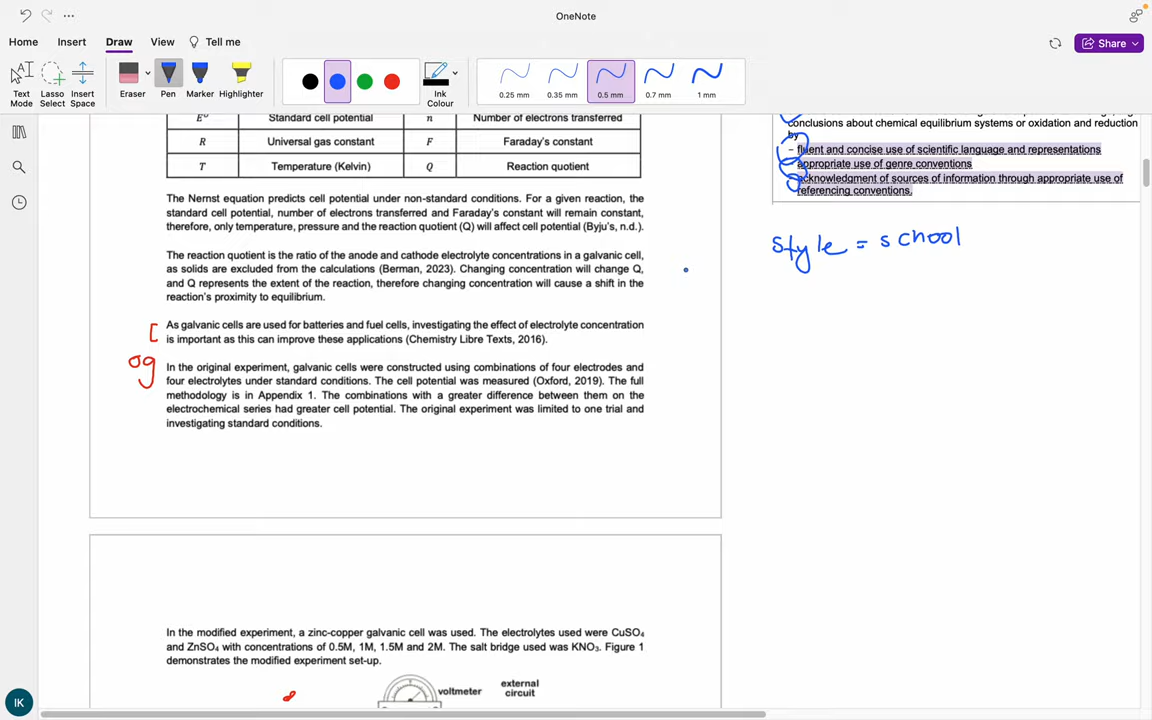 OneNote
Home Insert Draw View Tell me
Share
Text Mode
Lasso Select
Insert Space
Eraser
Pen
Marker
Highlighter
Ink Colour
0.25 mm 0.35 mm 0.5 mm 0.7 mm 1 mm
Standard cell potential n Number of electrons transferred
R Universal gas constant F Faraday's constant
T Temperature (Kelvin) Q Reaction quotient
The Nernst equation predicts cell potential under non-standard conditions. For a given reaction, the
standard cell potential, number of electrons transferred and Faraday's constant will remain constant,
therefore, only temperature, pressure and the reaction quotient (Q) will affect cell potential (Byju's, n.d.).
The reaction quotient is the ratio of the anode and cathode electrolyte concentrations in a galvanic cell,
as solids are excluded from the calculations (Berman, 2023). Changing concentration will change Q,
and Q represents the extent of the reaction, therefore changing concentration will cause a shift in the
reaction's proximity to equilibrium.
As galvanic cells are used for batteries and fuel cells, investigating the effect of electrolyte concentration
is important as this can improve these applications (Chemistry Libre Texts, 2016).
og
In the original experiment, galvanic cells were constructed using combinations of four electrodes and
four electrolytes under standard conditions. The cell potential was measured (Oxford, 2019). The full
methodology is in Appendix 1. The combinations with a greater difference between them on the
electrochemical series had greater cell potential. The original experiment was limited to one trial and
investigating standard conditions.
In the modified experiment, a zinc-copper galvanic cell was used. The electrolytes used were CuSO₄
and ZnSO₄ with concentrations of 0.5M, 1M, 1.5M and 2M. The salt bridge used was KNO₃. Figure 1
demonstrates the modified experiment set-up.
voltmeter
external
circuit
conclusions about chemical equilibrium systems or oxidation and reduction
by
– fluent and concise use of scientific language and representations
appropriate use of genre conventions
acknowledgment of sources of information through appropriate use of
referencing conventions.
style = school
IK